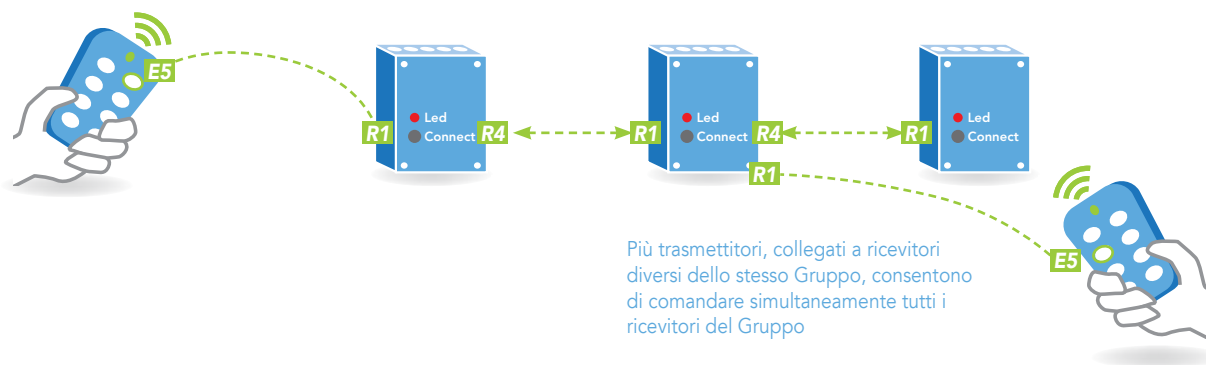 E5
Led
Led
Led
R1
Connect
R4
R1
Connect
R4
R1
Connect
R1
Più trasmettitori, collegati a ricevitori
diversi dello stesso Gruppo, consentono
di comandare simultaneamente tutti i
ricevitori del Gruppo
E5